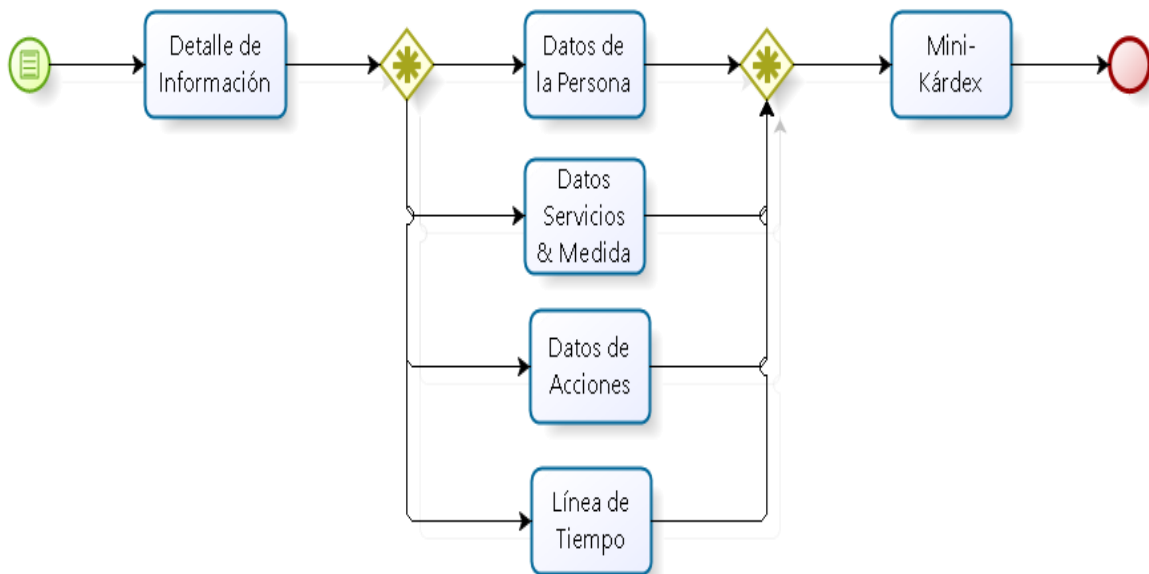 Detalle de
Información
Datos de
la Persona
Mini-
Kárdex
Datos
Servicios
& Medida
Datos de
Acciones
Línea de
Tiempo